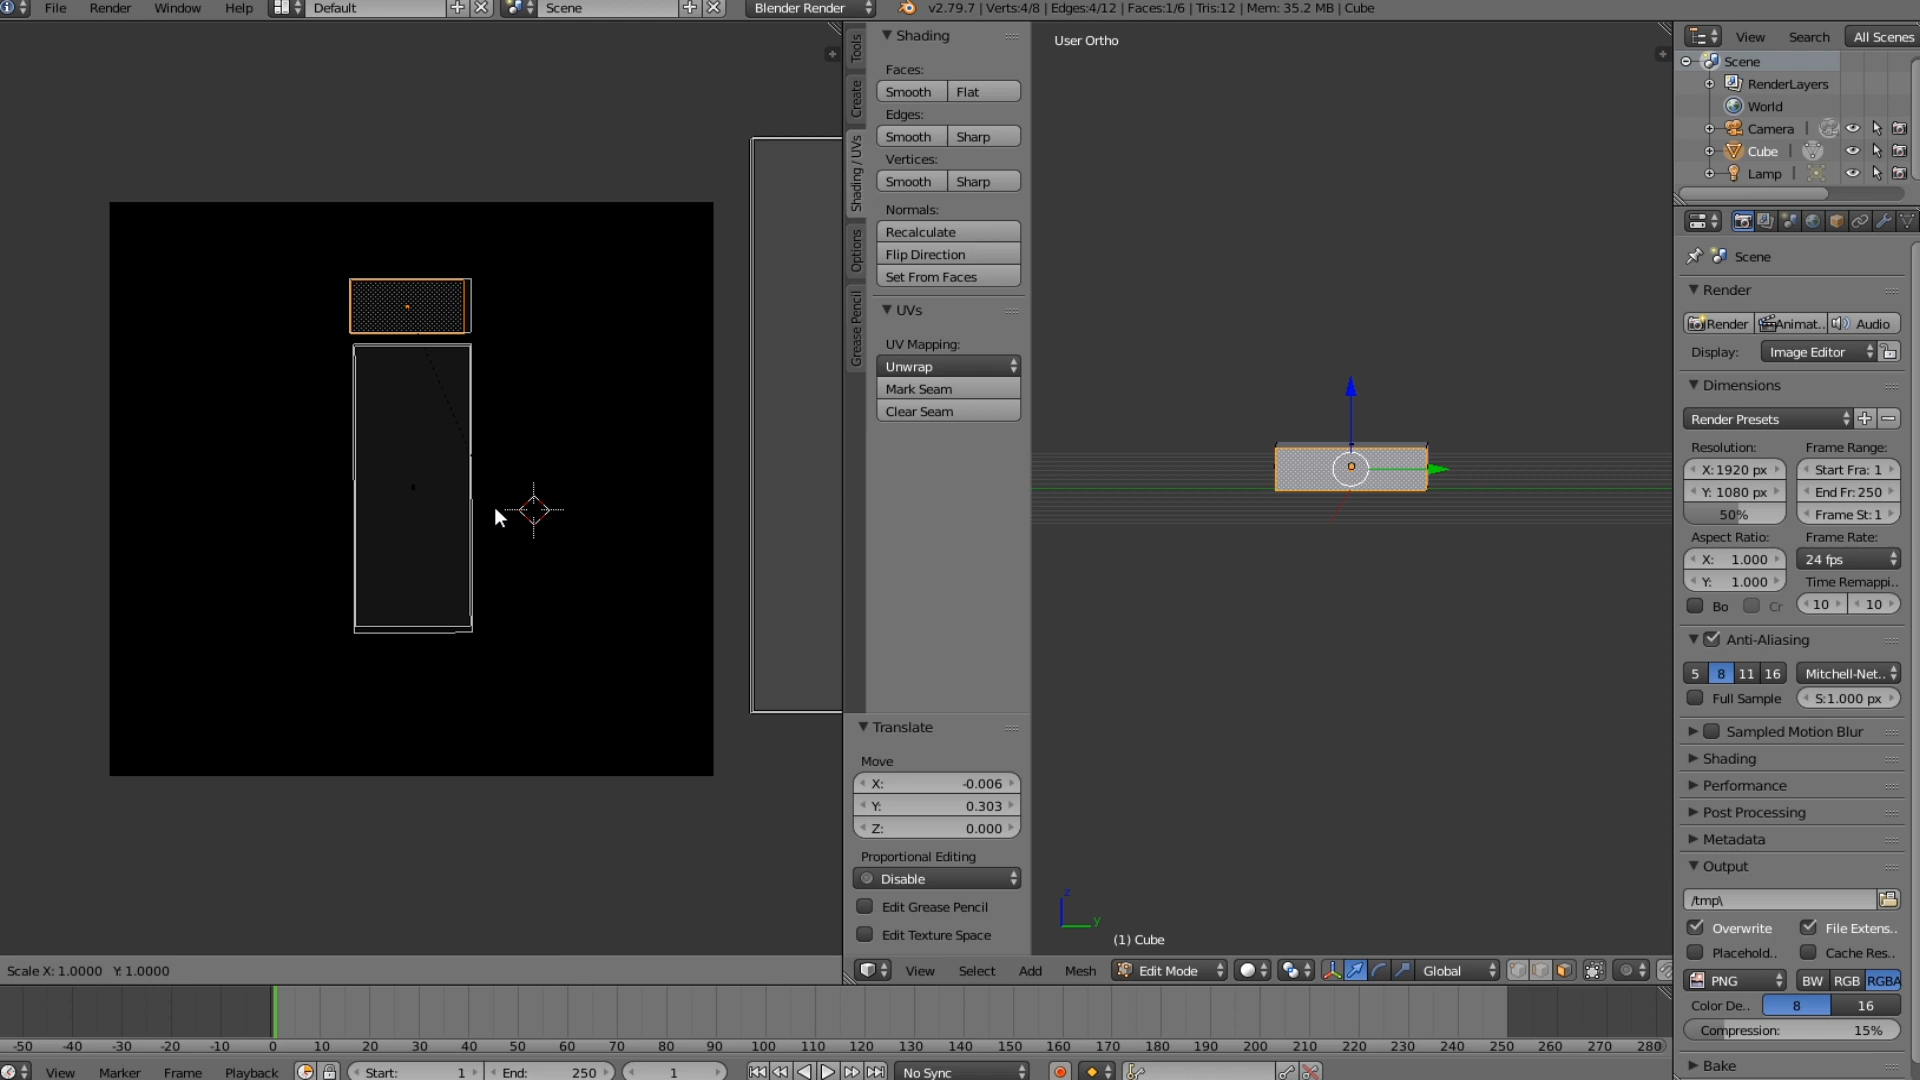 File Render Window Help Default Scene Blender Render v2.79.7 | Verts:4/8 | Edges:4/12 | Faces:1/6 | Tris:12 | Mem: 35.2 MB | Cube
Tools
Create
Shading / UVs
Options
Grease Pencil
Shading
Faces:
Smooth Flat
Edges:
Smooth Sharp
Vertices:
Smooth Sharp
Normals:
Recalculate
Flip Direction
Set From Faces
UVs
UV Mapping:
Unwrap
Mark Seam
Clear Seam
Translate
Move
X: -0.006
Y: 0.303
Z: 0.000
Proportional Editing
Disable
Edit Grease Pencil
Edit Texture Space
User Ortho
z
y
(1) Cube
View Select Add Mesh Edit Mode Global
Scale X: 1.0000 Y: 1.0000
View Search All Scenes
Scene
RenderLayers
World
Camera
Cube
Lamp
Scene
Render
Render Animat.. Audio
Display: Image Editor
Dimensions
Render Presets
Resolution: Frame Range:
X: 1920 px Start Fra: 1
Y: 1080 px End Fr: 250
50% Frame St: 1
Aspect Ratio: Frame Rate:
X: 1.000 24 fps
Y: 1.000 Time Remappi..
Bo Cr 10 10
Anti-Aliasing
5 8 11 16 Mitchell-Net..
Full Sample S:1.000 px
Sampled Motion Blur
Shading
Performance
Post Processing
Metadata
Output
/tmp\
Overwrite File Extens..
Placehold.. Cache Res..
PNG BW RGB RGBA
Color De.. 8 16
Compression: 15%
Bake
-50 -40 -30 -20 -10 0 10 20 30 40 50 60 70 80 90 100 110 120 130 140 150 160 170 180 190 200 210 220 230 240 250 260 270 280
View Marker Frame Playback Start: 1 End: 250 1 No Sync